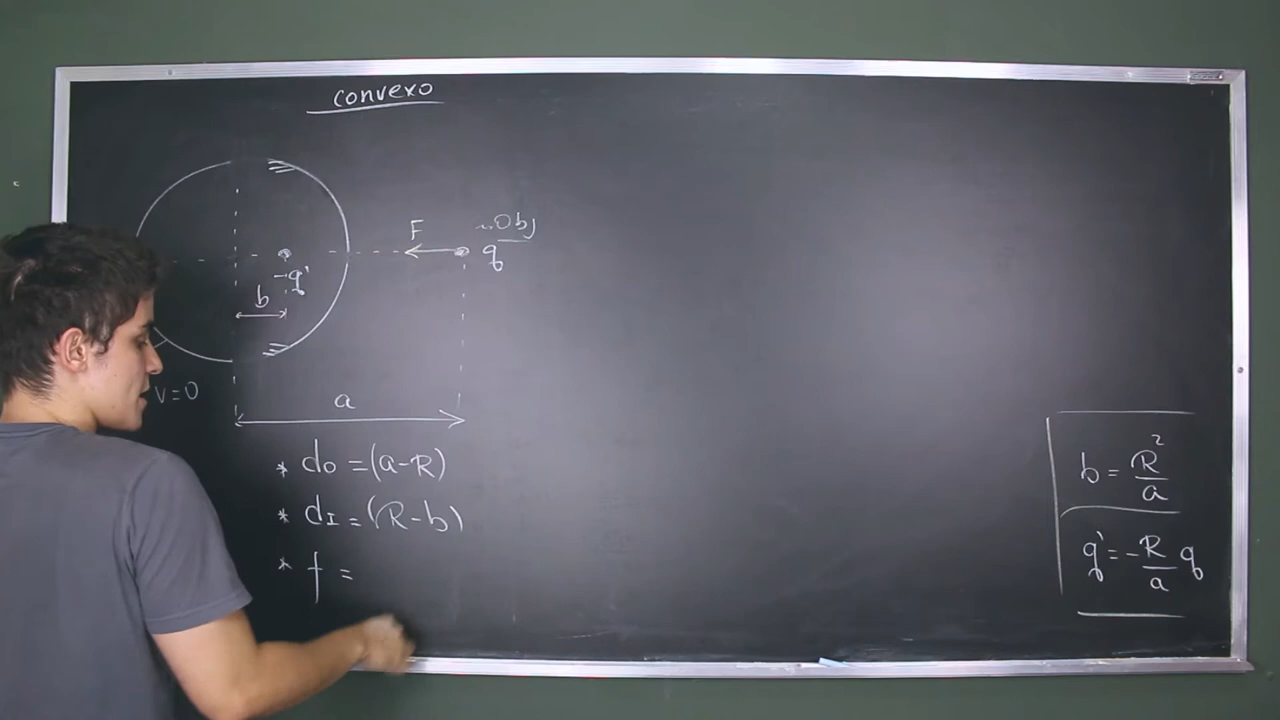 convexo
F
Obj
q
-q'
b
V=0
a
* do =(a-R)
* dI =(R-b)
* f =
b = R²/a
q' = -R/a q